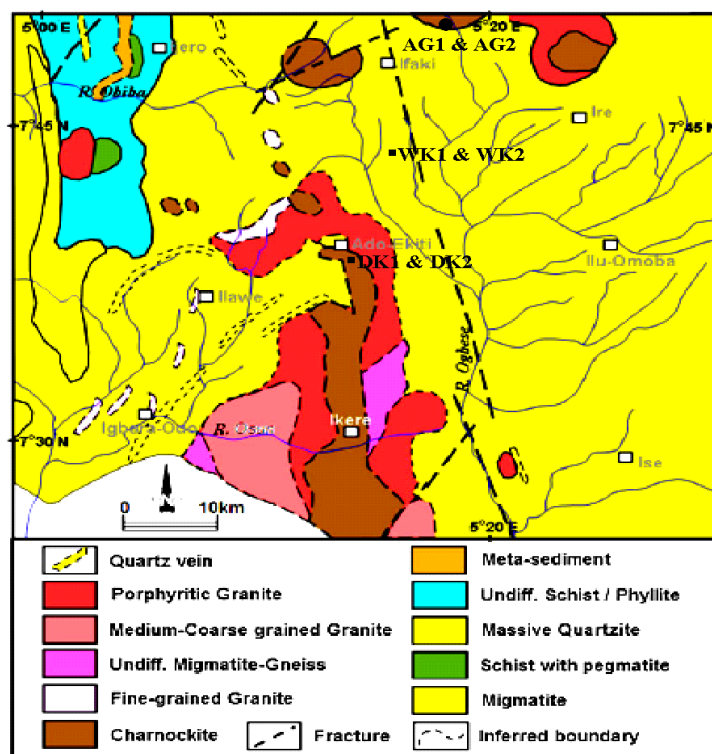 5°00 E
5°20 E
AG1 & AG2
Ifaki
R. Obiba
Ire
7°45 N
7°45 N
WK1 & WK2
Ado-Ekiti
Ilu-Omoba
DK1 & DK2
Ilawe
R. Ogbese
Igbara-Odo
Ikere
7°30 N
Ise
0 10km
5°20 E
Quartz vein Meta-sediment
Porphyritic Granite Undiff. Schist / Phyllite
Medium-Coarse grained Granite Massive Quartzite
Undiff. Migmatite-Gneiss Schist with pegmatite
Fine-grained Granite Migmatite
Charnockite Fracture Inferred boundary